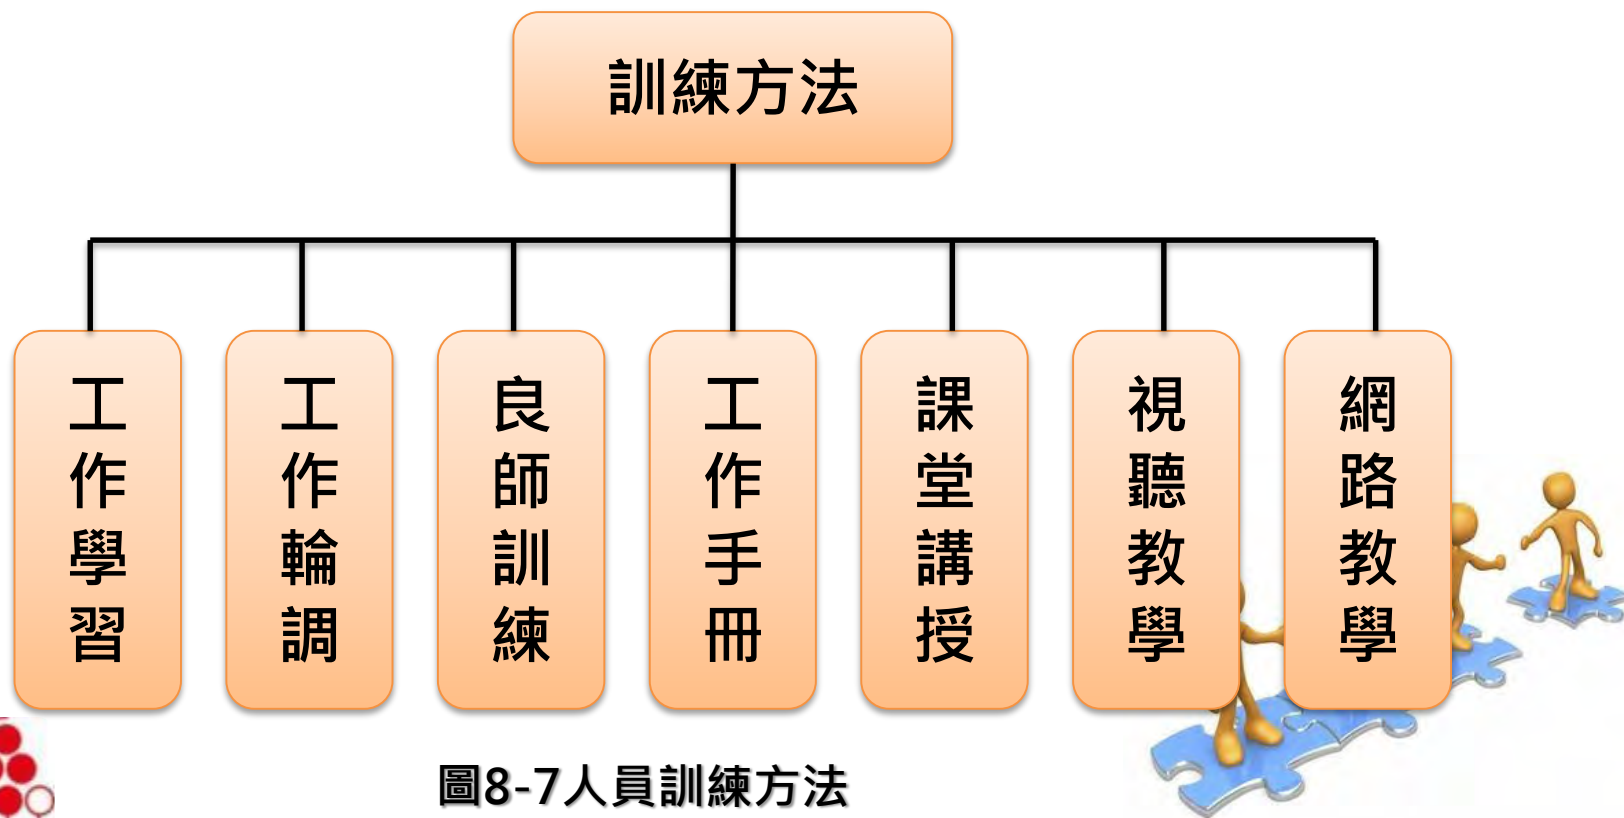 訓練方法
工作學習
工作輪調
良師訓練
工作手冊
課堂講授
視聽教學
網路教學
圖8-7人員訓練方法